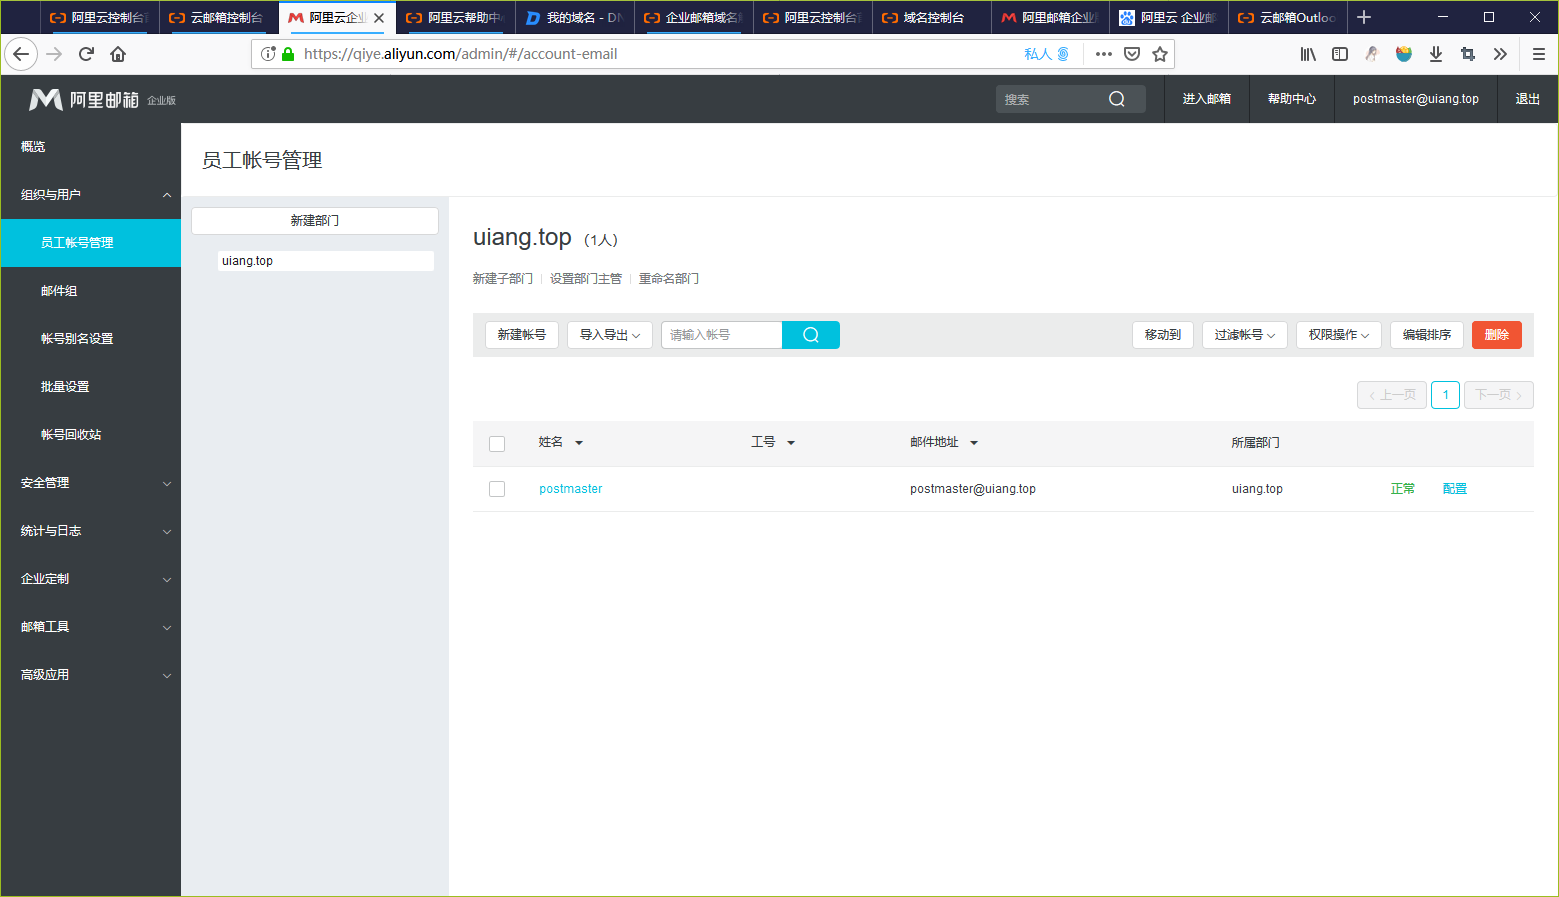 阿里云控制台
云邮箱控制台
阿里云企业
阿里云帮助中
我的域名 - DN
企业邮箱域名
阿里云控制台
域名控制台
阿里邮箱企业
阿里云 企业邮
云邮箱Outloo
https://qiye.aliyun.com/admin/#/account-email
私人
阿里邮箱 企业版
搜索
进入邮箱
帮助中心
postmaster@uiang.top
退出
概览
组织与用户
员工帐号管理
邮件组
帐号别名设置
批量设置
帐号回收站
安全管理
统计与日志
企业定制
邮箱工具
高级应用
员工帐号管理
新建部门
uiang.top
uiang.top （1人）
新建子部门 设置部门主管 重命名部门
新建帐号 导入导出 请输入帐号 移动到 过滤帐号 权限操作 编辑排序 删除
上一页 1 下一页
姓名 工号 邮件地址 所属部门
postmaster postmaster@uiang.top uiang.top 正常 配置